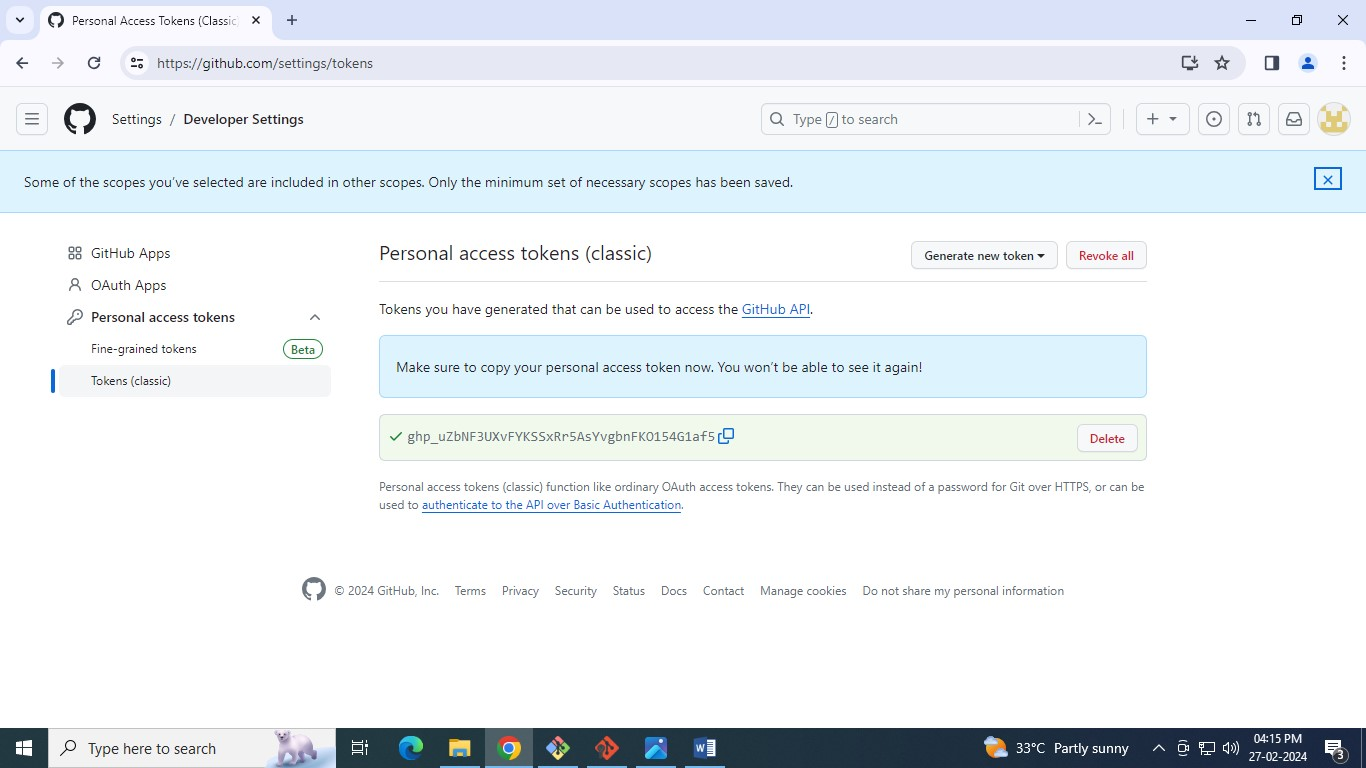 Personal Access Tokens (Classic)
https://github.com/settings/tokens
Settings / Developer Settings
Type / to search
Some of the scopes you've selected are included in other scopes. Only the minimum set of necessary scopes has been saved.
GitHub Apps
OAuth Apps
Personal access tokens
Fine-grained tokens Beta
Tokens (classic)
Personal access tokens (classic)
Generate new token
Revoke all
Tokens you have generated that can be used to access the GitHub API.
Make sure to copy your personal access token now. You won't be able to see it again!
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
Delete
Personal access tokens (classic) function like ordinary OAuth access tokens. They can be used instead of a password for Git over HTTPS, or can be
used to authenticate to the API over Basic Authentication.
© 2024 GitHub, Inc. Terms Privacy Security Status Docs Contact Manage cookies Do not share my personal information
Type here to search
33°C Partly sunny
04:15 PM
27-02-2024
3